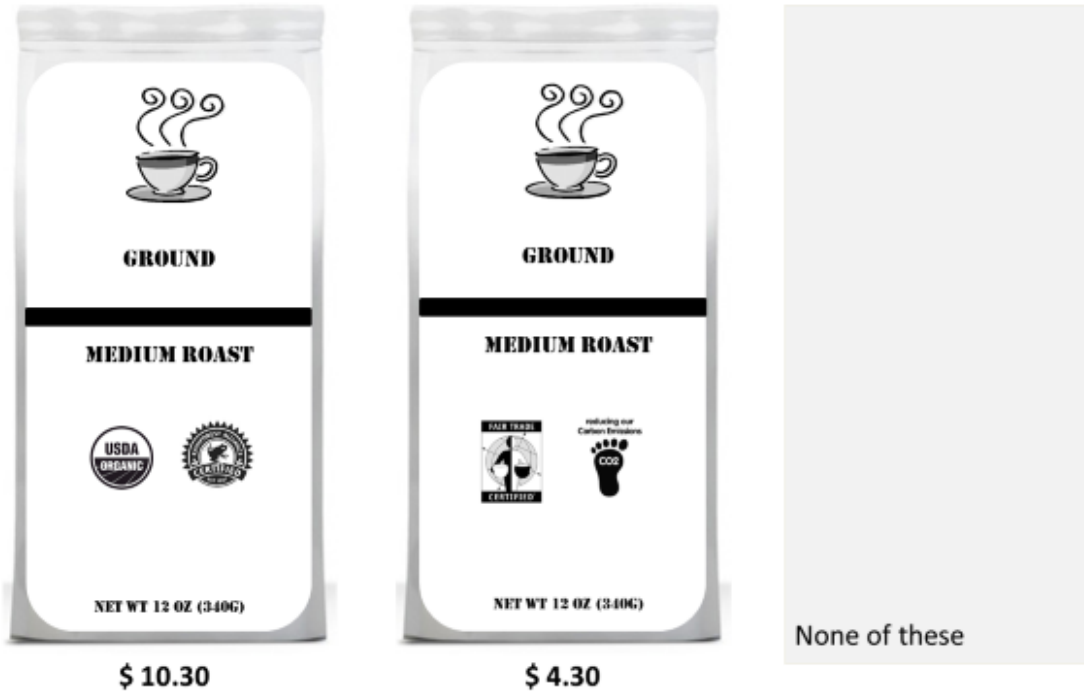 GROUND
MEDIUM ROAST
USDA
ORGANIC
CERTIFIED
NET WT 12 OZ (340G)
$ 10.30
GROUND
MEDIUM ROAST
FAIR TRADE
CERTIFIED
reducing our
Carbon Emissions
CO2
NET WT 12 OZ (340G)
$ 4.30
None of these